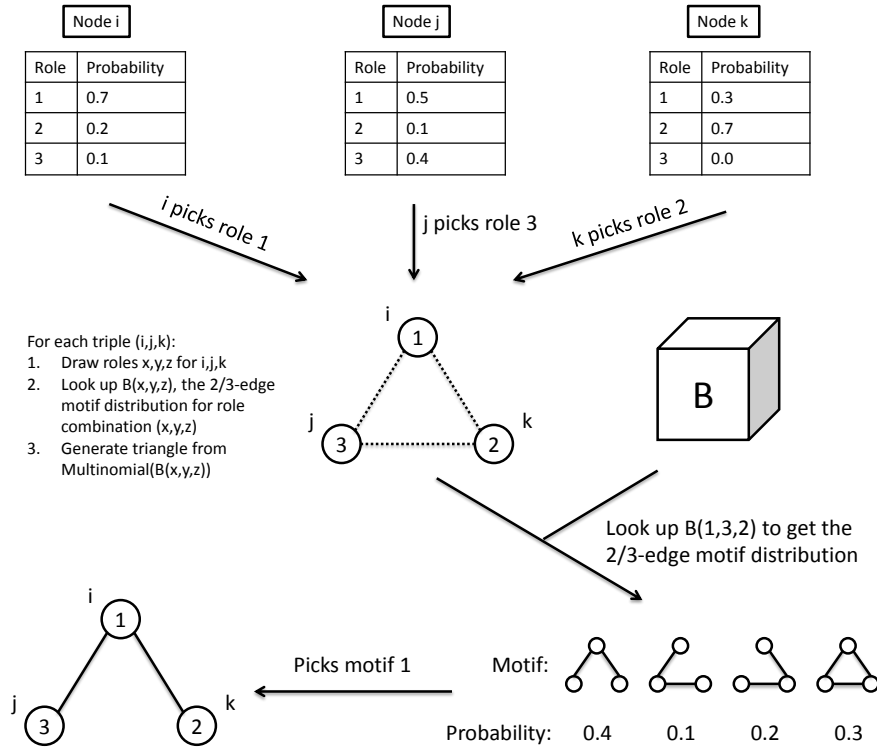 Node i
Node j
Node k
Role Probability
1 0.7
2 0.2
3 0.1
Role Probability
1 0.5
2 0.1
3 0.4
Role Probability
1 0.3
2 0.7
3 0.0
i picks role 1
j picks role 3
k picks role 2
For each triple (i,j,k):
1. Draw roles x,y,z for i,j,k
2. Look up B(x,y,z), the 2/3-edge
motif distribution for role
combination (x,y,z)
3. Generate triangle from
Multinomial(B(x,y,z))
i
1
j
3
k
2
B
Look up B(1,3,2) to get the
2/3-edge motif distribution
i
1
j
3
k
2
Picks motif 1
Motif:
Probability: 0.4 0.1 0.2 0.3